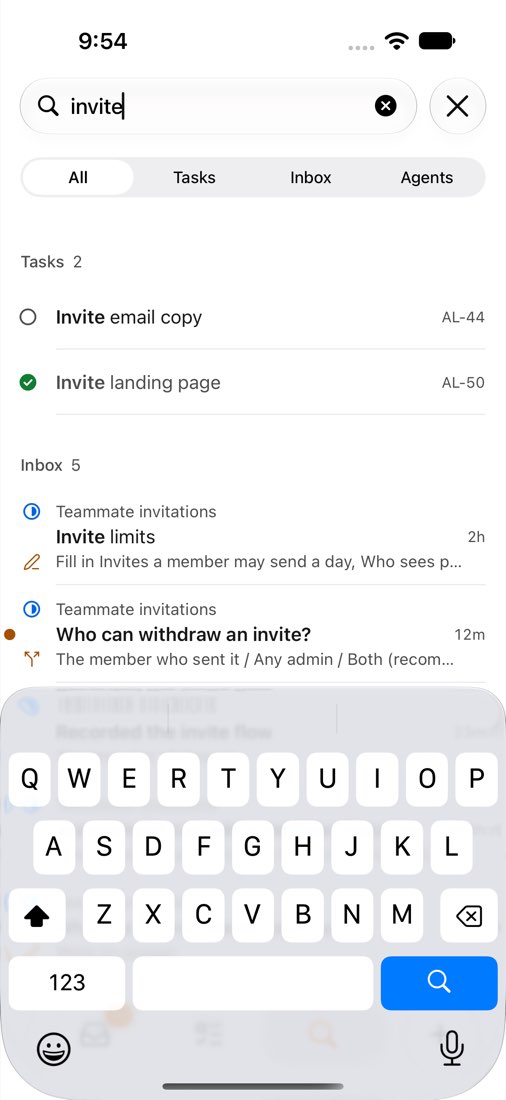 9:54
invite
All Tasks Inbox Agents
Tasks 2
Invite email copy AL-44
Invite landing page AL-50
Inbox 5
Teammate invitations
Invite limits 2h
Fill in Invites a member may send a day, Who sees p...
Teammate invitations
Who can withdraw an invite? 12m
The member who sent it / Any admin / Both (recom...
Recorded the invite flow
Q W E R T Y U I O P
A S D F G H J K L
Z X C V B N M
123